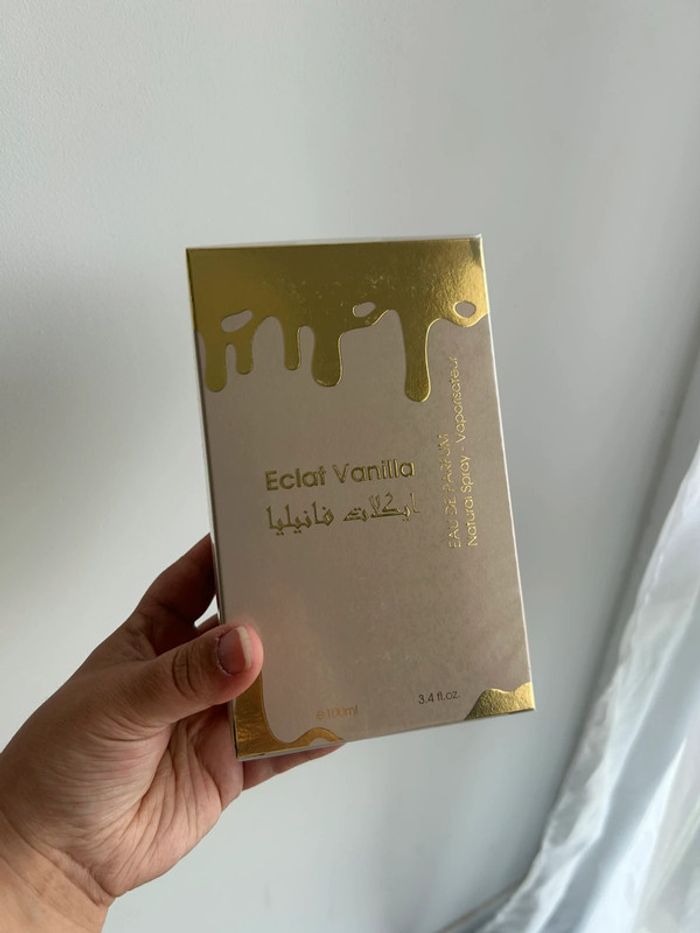 Eclat Vanilla
ايكلات فانيليا
EAU DE PARFUM
Natural Spray - Vaporisateur
3.4 fl.oz.
℮100ml